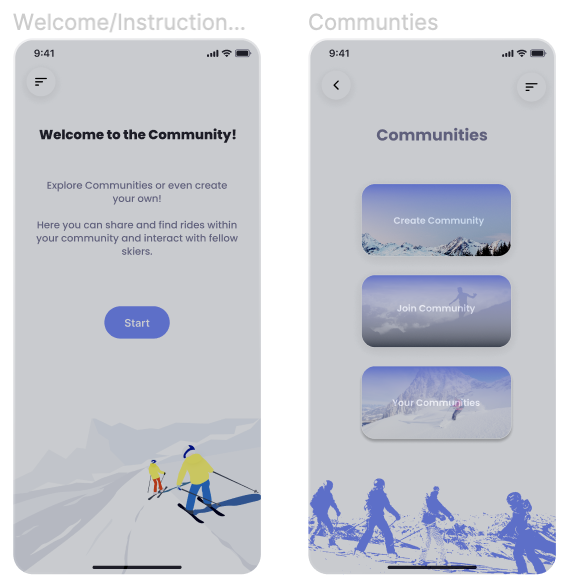 Welcome/Instruction...
9:41
Welcome to the Community!
Explore Communities or even create
your own!
Here you can share and find rides within
your community and interact with fellow
skiers.
Start
Communties
9:41
Communities
Create Community
Join Community
Your Communities